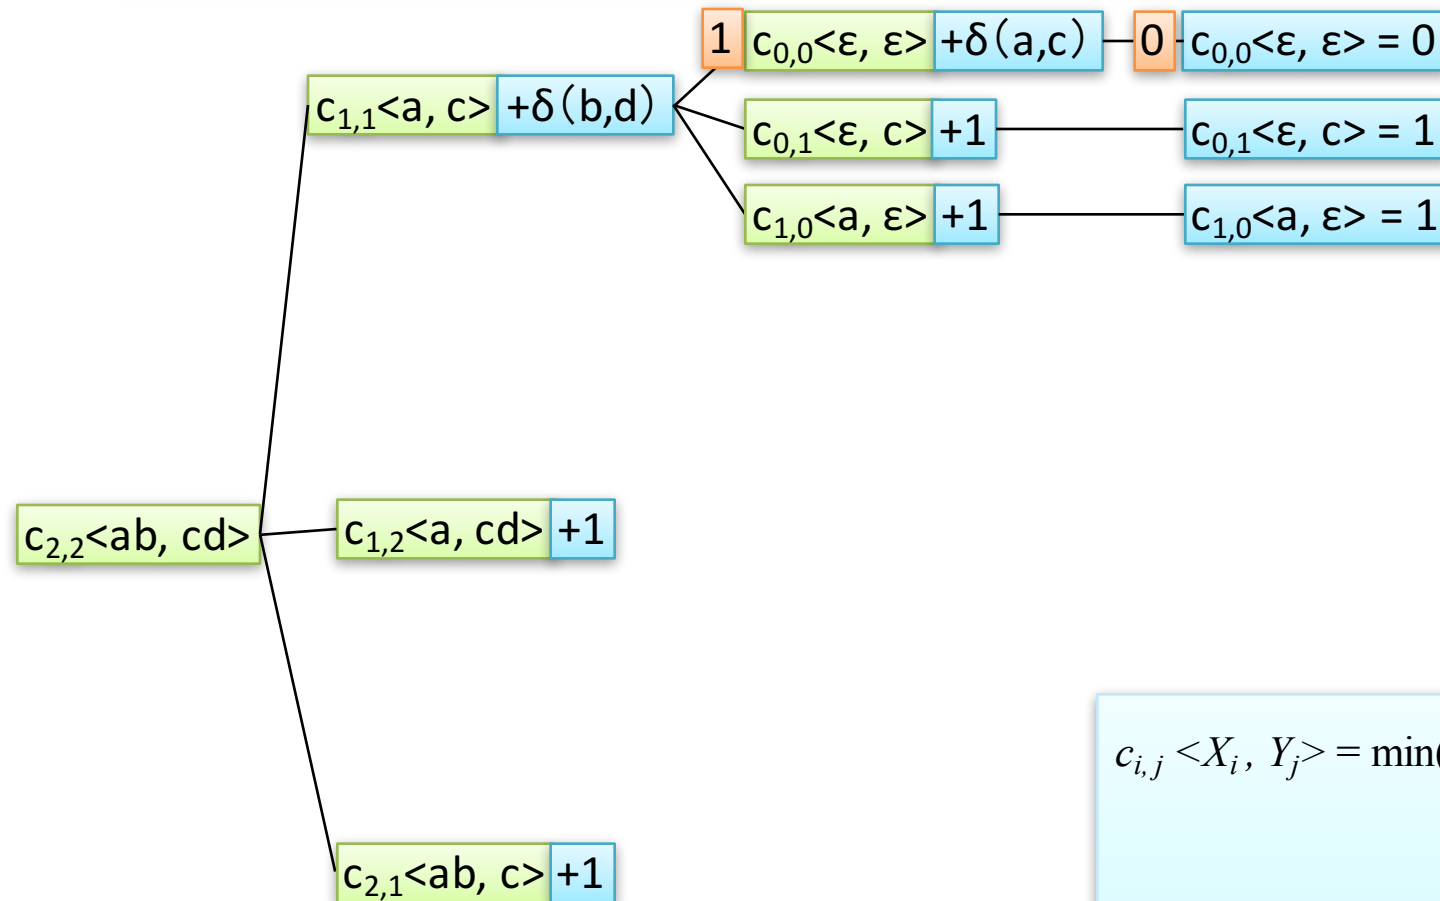 1 c₀,₀<ε, ε> +δ(a,c) 0 c₀,₀<ε, ε> = 0
c₁,₁<a, c> +δ(b,d)
c₀,₁<ε, c> +1 c₀,₁<ε, c> = 1
c₁,₀<a, ε> +1 c₁,₀<a, ε> = 1
c₂,₂<ab, cd>
c₁,₂<a, cd> +1
cᵢ,ⱼ <Xᵢ, Yⱼ> = min(
c₂,₁<ab, c> +1